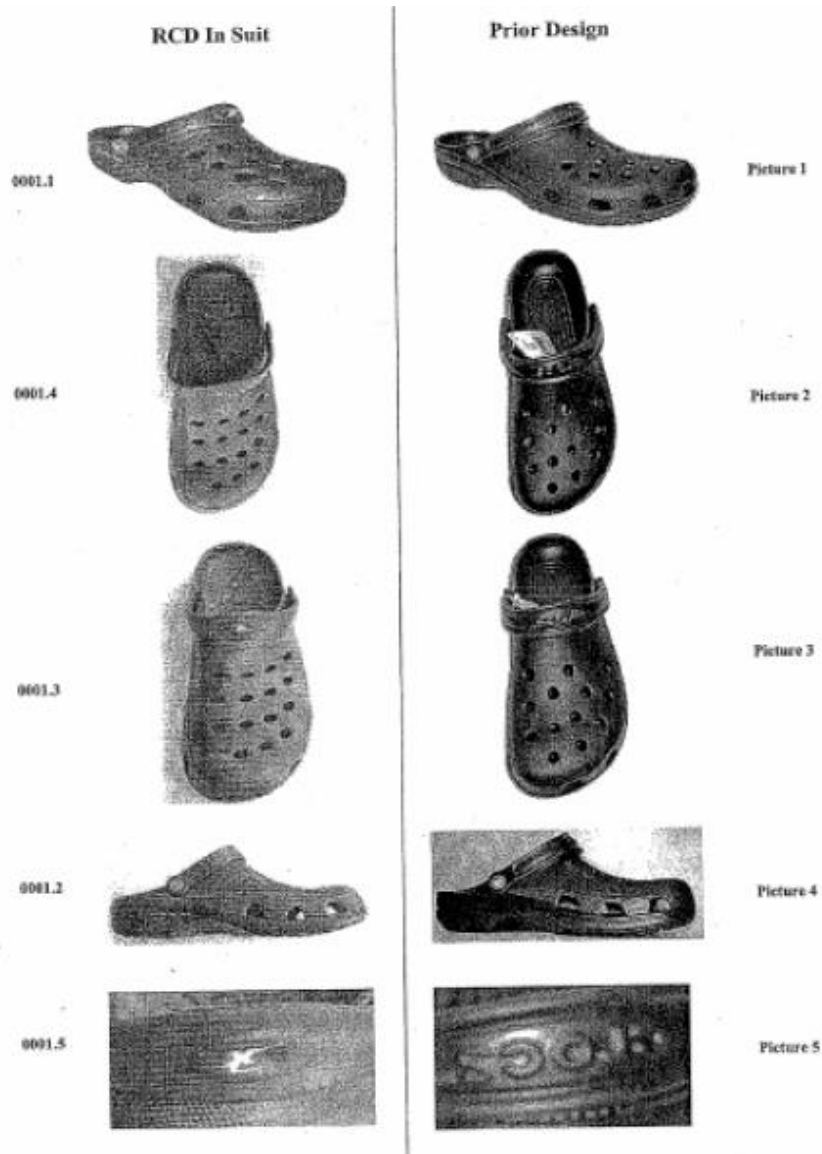 RCD In Suit
Prior Design
0001.1
Picture 1
0001.4
Picture 2
0001.3
Picture 3
0001.2
Picture 4
0001.5
Picture 5